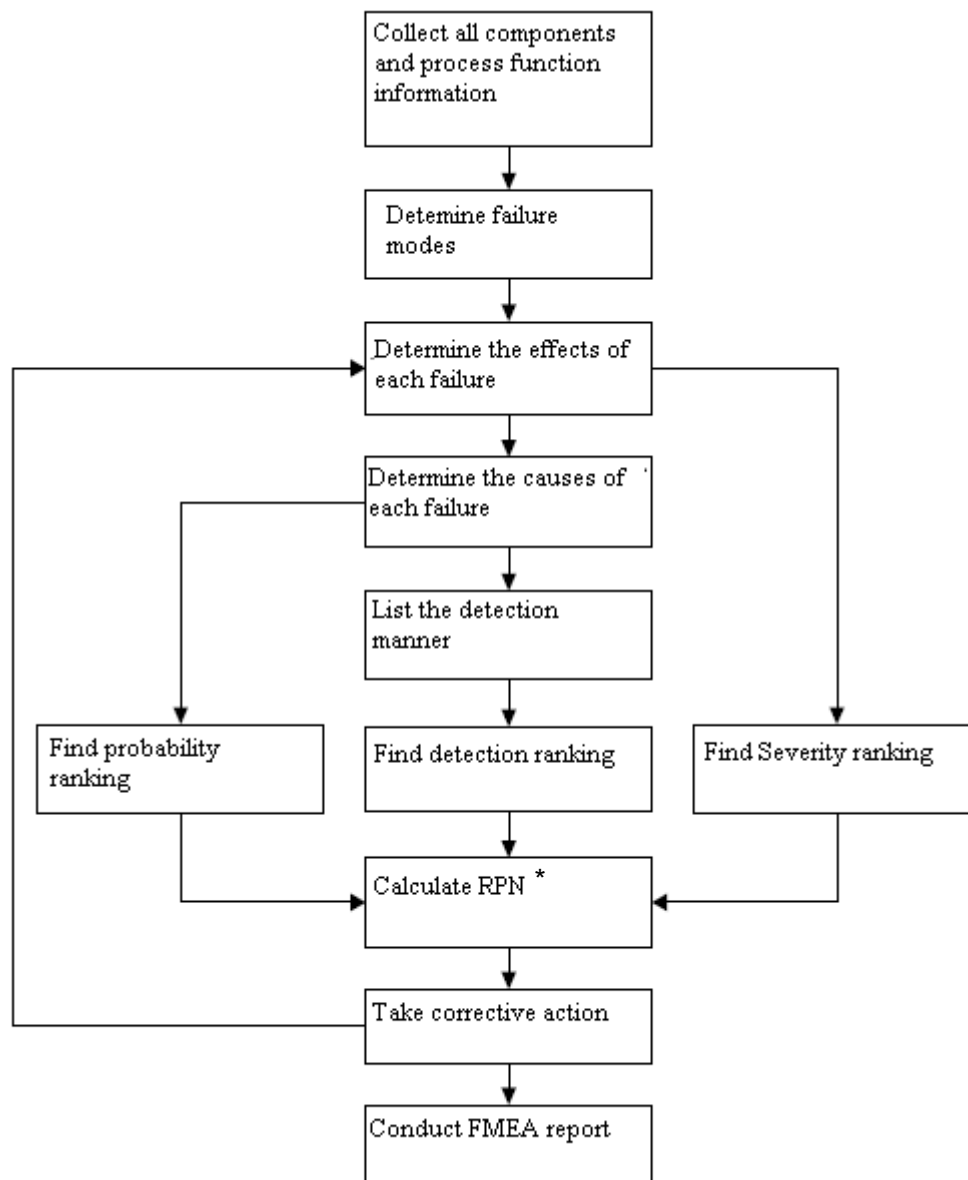 Collect all components
and process function
information
Detemine failure
modes
Determine the effects of
each failure
Determine the causes of
each failure
List the detection
manner
Find probability
ranking
Find detection ranking
Find Severity ranking
Calculate RPN *
Take corrective action
Conduct FMEA report